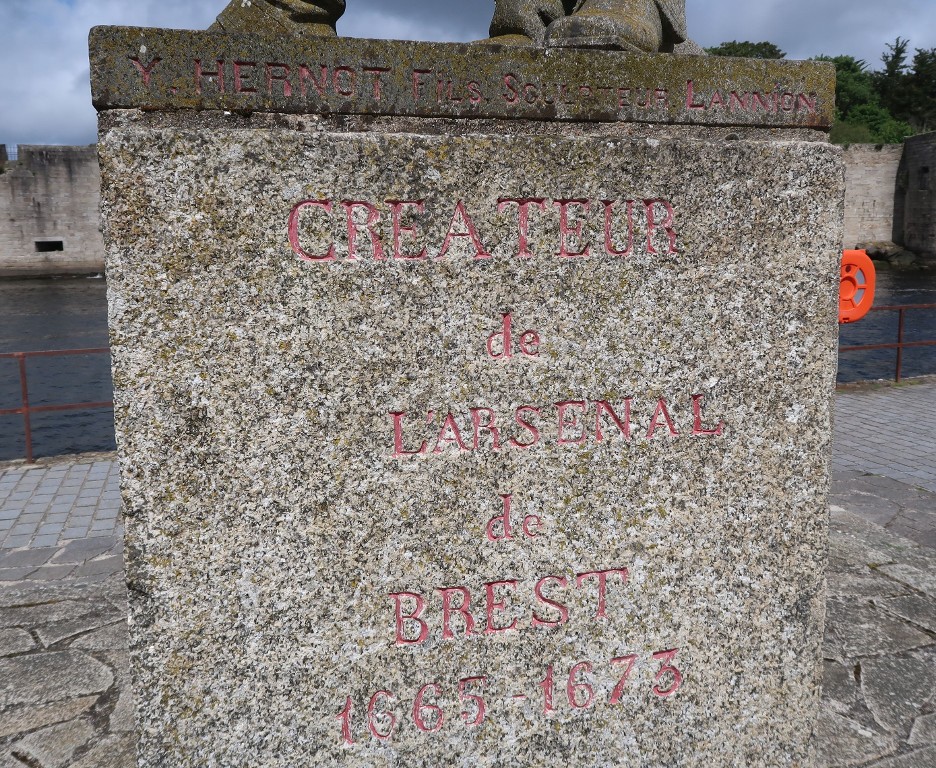 Y. HERNOT FILS SCULPTEUR LANNION
CREATEUR
de
L'ARSENAL
de
BREST
1665-1673